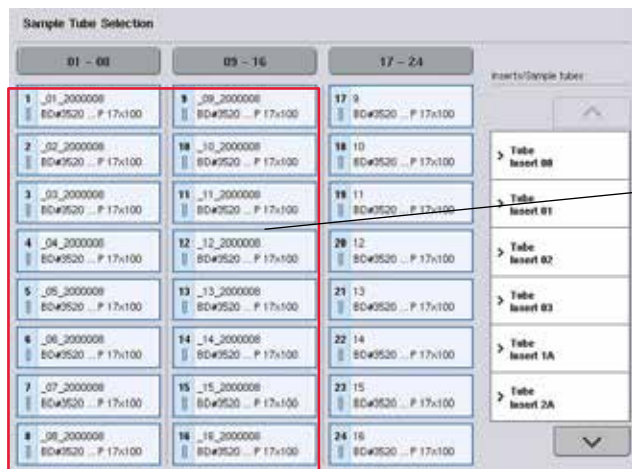 Sample Tube Selection
01 - 08
09 - 16
17 - 24
Inserts/Sample tubes
1 _01_2000008
BD#3520 ... P 17x100
9 _09_2000008
BD#3520 ... P 17x100
17 9
BD#3520 ... P 17x100
2 _02_2000008
BD#3520 ... P 17x100
10 _10_2000008
BD#3520 ... P 17x100
18 10
BD#3520 ... P 17x100
Tube
Insert 00
3 _03_2000008
BD#3520 ... P 17x100
11 _11_2000008
BD#3520 ... P 17x100
19 11
BD#3520 ... P 17x100
Tube
Insert 01
4 _04_2000008
BD#3520 ... P 17x100
12 _12_2000008
BD#3520 ... P 17x100
20 12
BD#3520 ... P 17x100
Tube
Insert 02
5 _05_2000008
BD#3520 ... P 17x100
13 _13_2000008
BD#3520 ... P 17x100
21 13
BD#3520 ... P 17x100
Tube
Insert 03
6 _06_2000008
BD#3520 ... P 17x100
14 _14_2000008
BD#3520 ... P 17x100
22 14
BD#3520 ... P 17x100
Tube
Insert 1A
7 _07_2000008
BD#3520 ... P 17x100
15 _15_2000008
BD#3520 ... P 17x100
23 15
BD#3520 ... P 17x100
Tube
Insert 2A
8 _08_2000008
BD#3520 ... P 17x100
16 _16_2000008
BD#3520 ... P 17x100
24 16
BD#3520 ... P 17x100